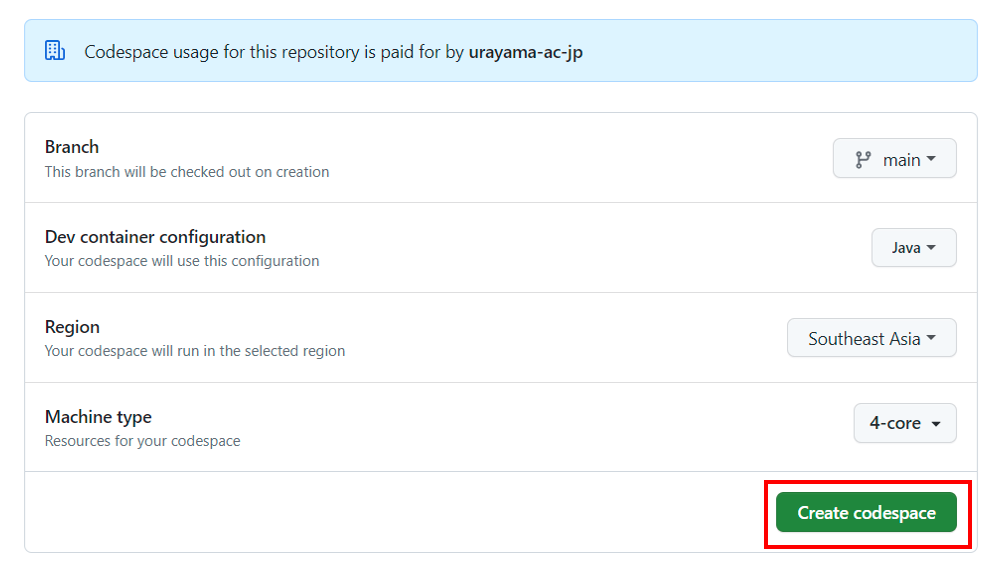 Codespace usage for this repository is paid for by urayama-ac-jp
Branch
This branch will be checked out on creation
main
Dev container configuration
Your codespace will use this configuration
Java
Region
Your codespace will run in the selected region
Southeast Asia
Machine type
Resources for your codespace
4-core
Create codespace